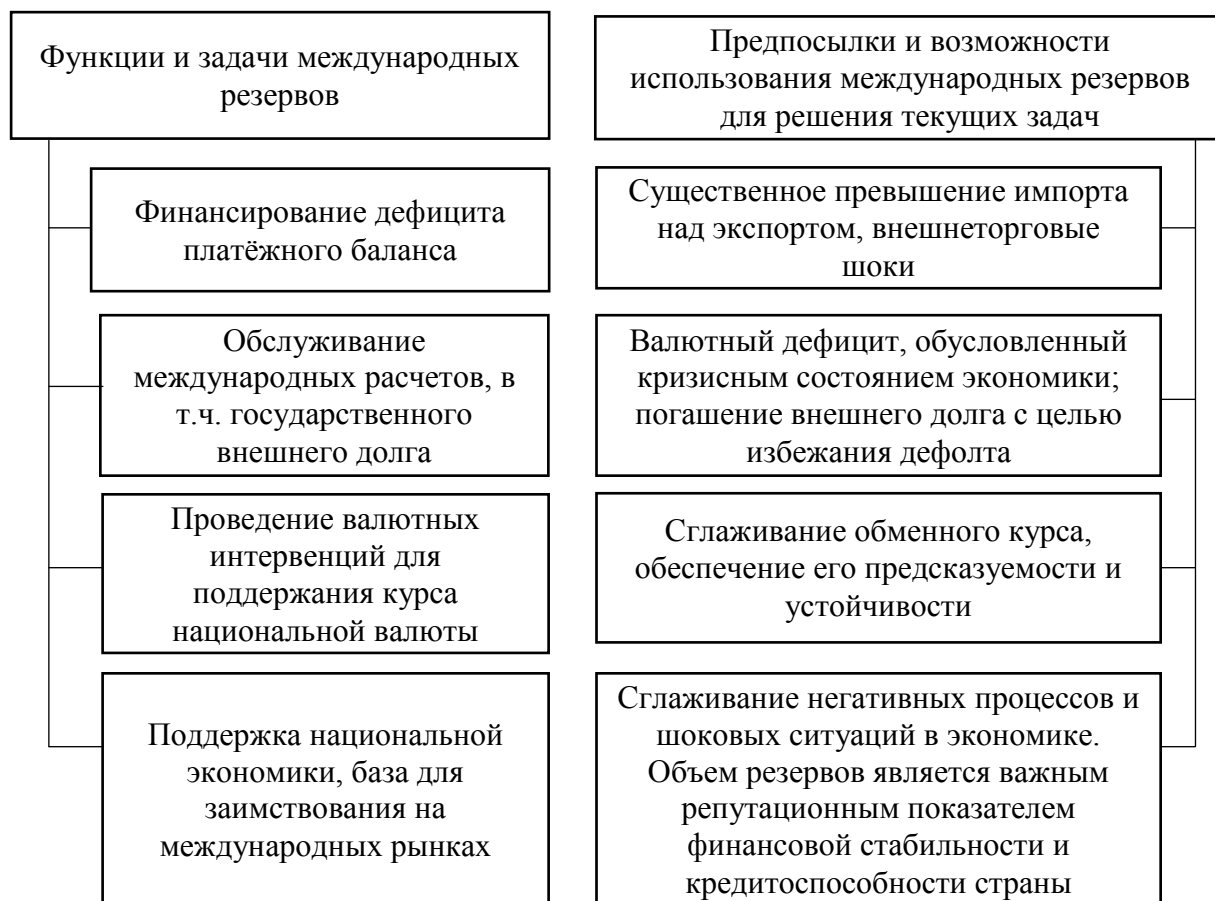 Функции и задачи международных
резервов
Предпосылки и возможности
использования международных резервов
для решения текущих задач
Финансирование дефицита
платёжного баланса
Существенное превышение импорта
над экспортом, внешнеторговые
шоки
Обслуживание
международных расчетов, в
т.ч. государственного
внешнего долга
Валютный дефицит, обусловленный
кризисным состоянием экономики;
погашение внешнего долга с целью
избежания дефолта
Проведение валютных
интервенций для
поддержания курса
национальной валюты
Сглаживание обменного курса,
обеспечение его предсказуемости и
устойчивости
Поддержка национальной
экономики, база для
заимствования на
международных рынках
Сглаживание негативных процессов и
шоковых ситуаций в экономике.
Объем резервов является важным
репутационным показателем
финансовой стабильности и
кредитоспособности страны